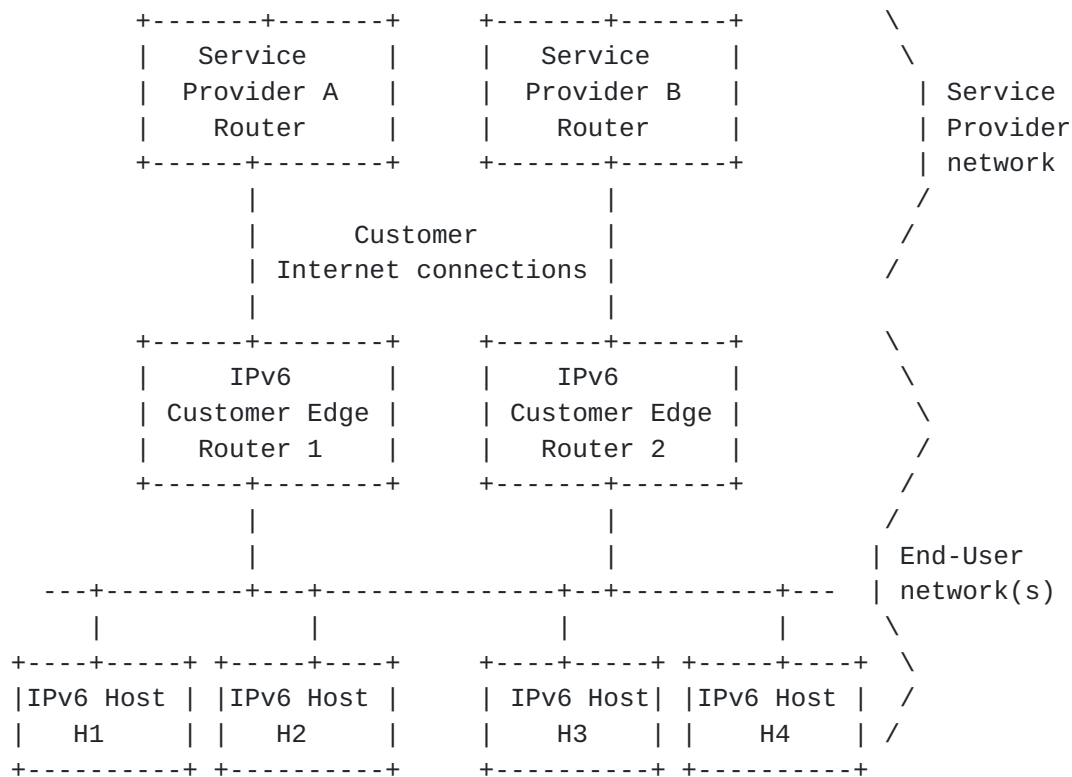 Service Service
Provider A Provider B Service
Router Router Provider
network
Customer
Internet connections
IPv6 IPv6
Customer Edge Customer Edge
Router 1 Router 2
End-User
network(s)
IPv6 Host IPv6 Host IPv6 Host IPv6 Host
H1 H2 H3 H4